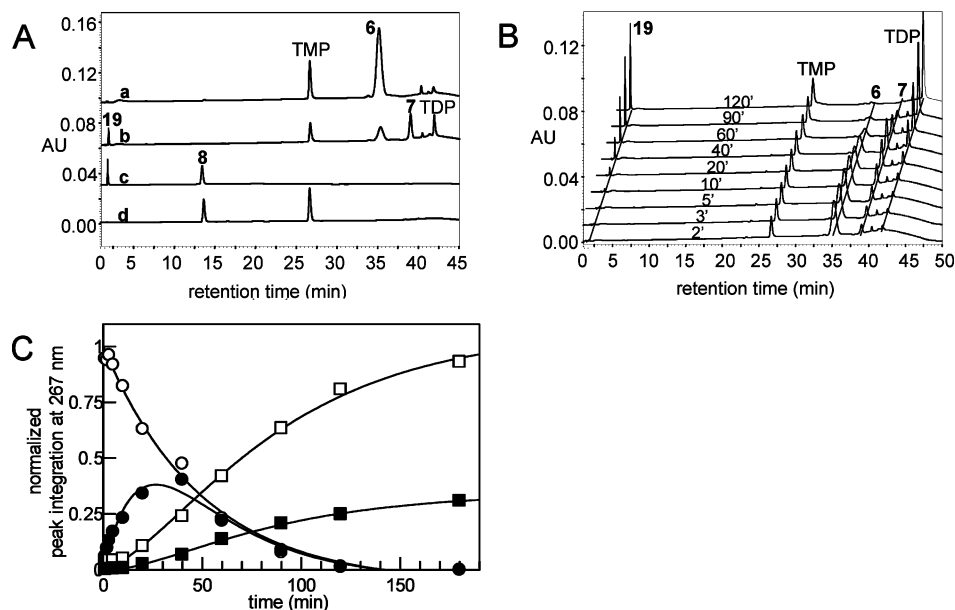 A
0.16
0.12
0.08
AU
0.04
0.00
6
TMP
a
19
7 TDP
b
8
c
d
0 5 10 15 20 25 30 35 40 45
retention time (min)
B
0.12
0.08
AU
0.04
0.00
19
TMP
6
7
TDP
120'
90'
60'
40'
20'
10'
5'
3'
2'
0 5 10 15 20 25 30 35 40 45 50
retention time (min)
C
1
0.75
0.5
0.25
0
normalized
peak integration at 267 nm
0 50 100 150
time (min)